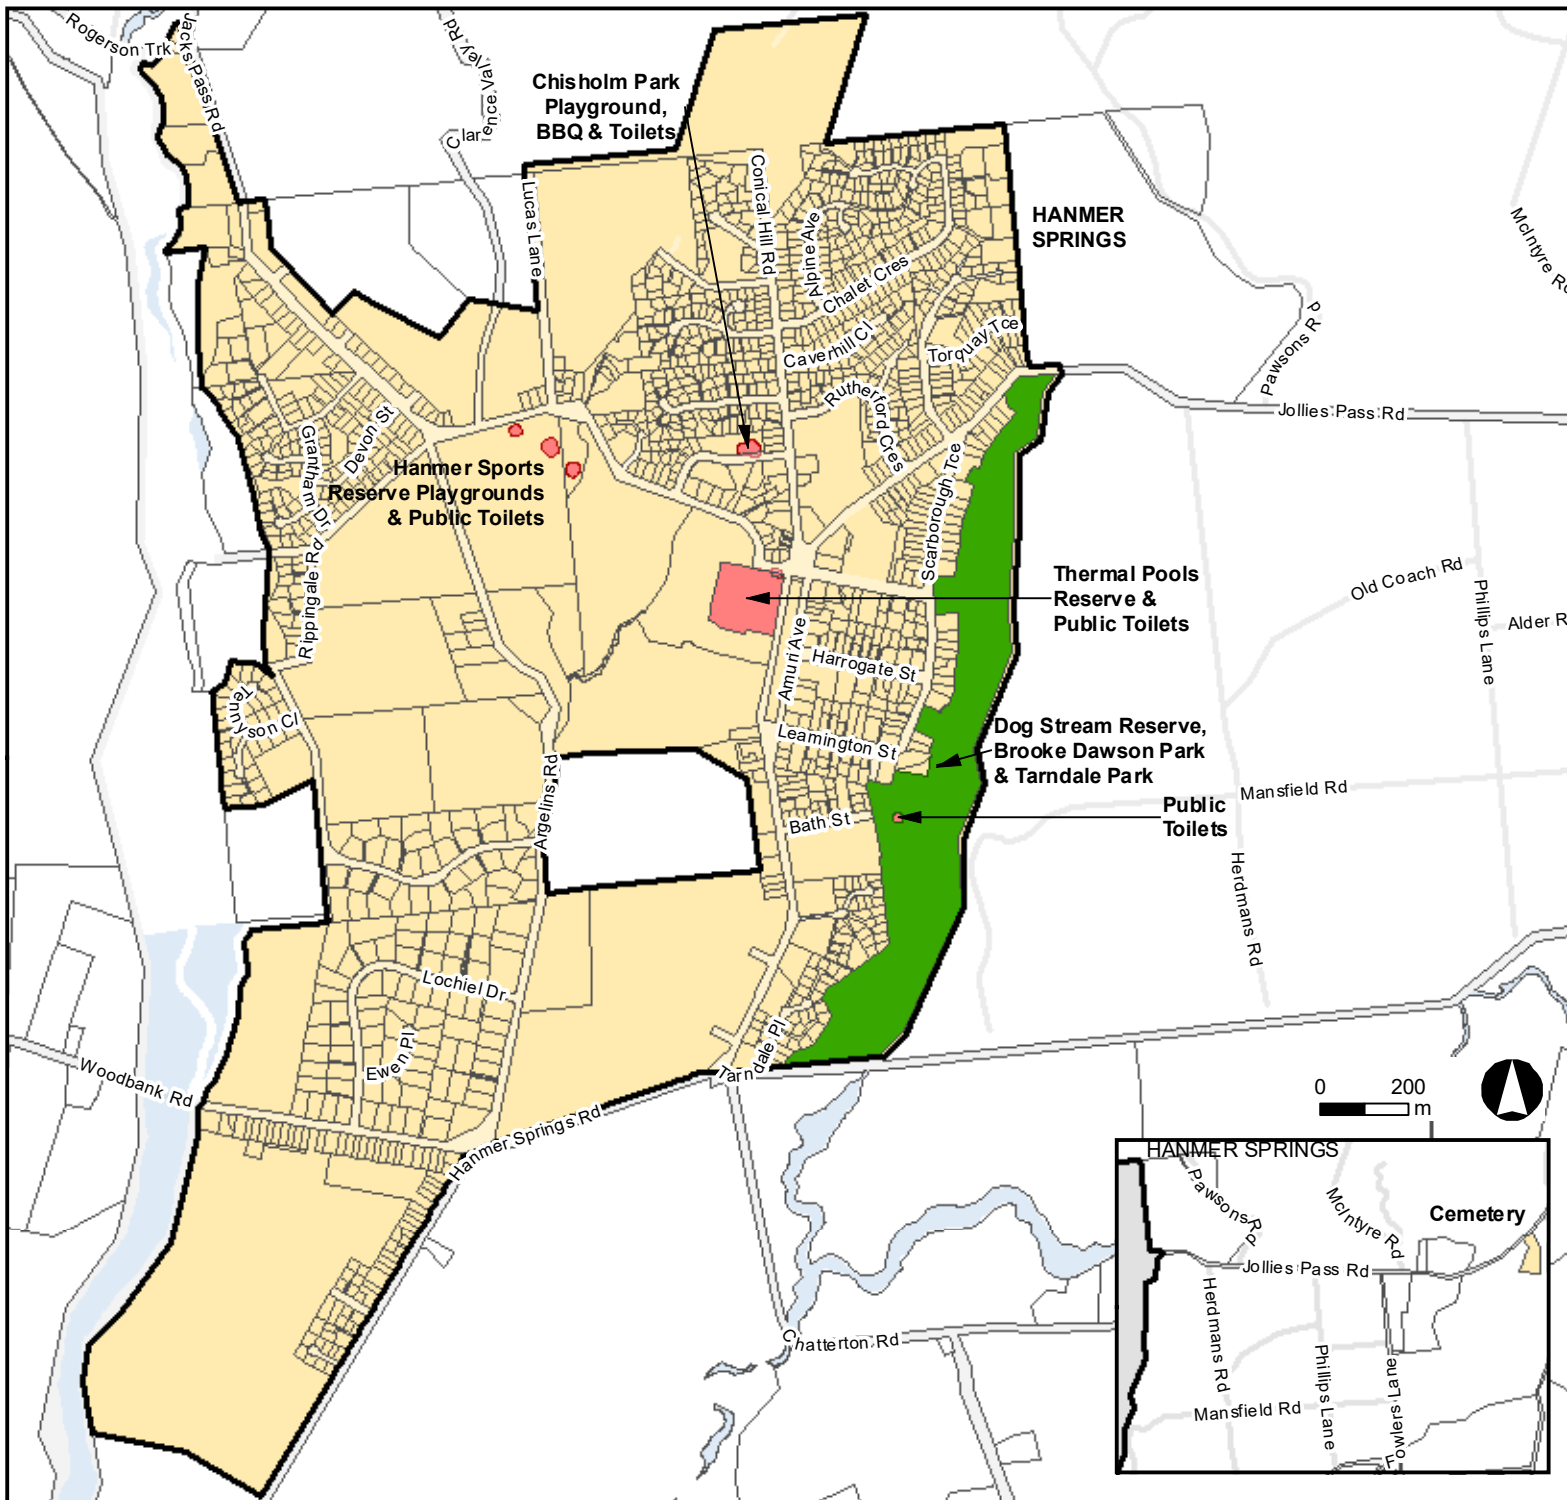 Rogerson Trk
Jacks Pass Rd
Clarence Valley Rd
Chisholm Park
Playground,
BBQ & Toilets
Lucas Lane
Conical Hill Rd
Alpine Ave
Chalet Cres
HANMER
SPRINGS
McIntyre Rd
Pawsons Rd
Caverhill Cl
Torquay Tce
Rutherford Cres
Jollies Pass Rd
Devon St
Grantham Dr
Hanmer Sports
Reserve Playgrounds
& Public Toilets
Scarborough Tce
Rippingale Rd
Thermal Pools
Reserve &
Public Toilets
Old Coach Rd
Phillips Lane
Alder R
Amuri Ave
Harrogate St
Tennyson Cl
Leamington St
Dog Stream Reserve,
Brooke Dawson Park
& Tarndale Park
Argelins Rd
Mansfield Rd
Bath St
Public
Toilets
Herdmans Rd
Lochiel Dr
Ewen Pl
Tarndale Pl
Woodbank Rd
Hanmer Springs Rd
0 200
m
Chatterton Rd
HANMER SPRINGS
Pawsons Rd
McIntyre Rd
Cemetery
Jollies Pass Rd
Herdmans Rd
Phillips Lane
Fowlers Lane
Mansfield Rd